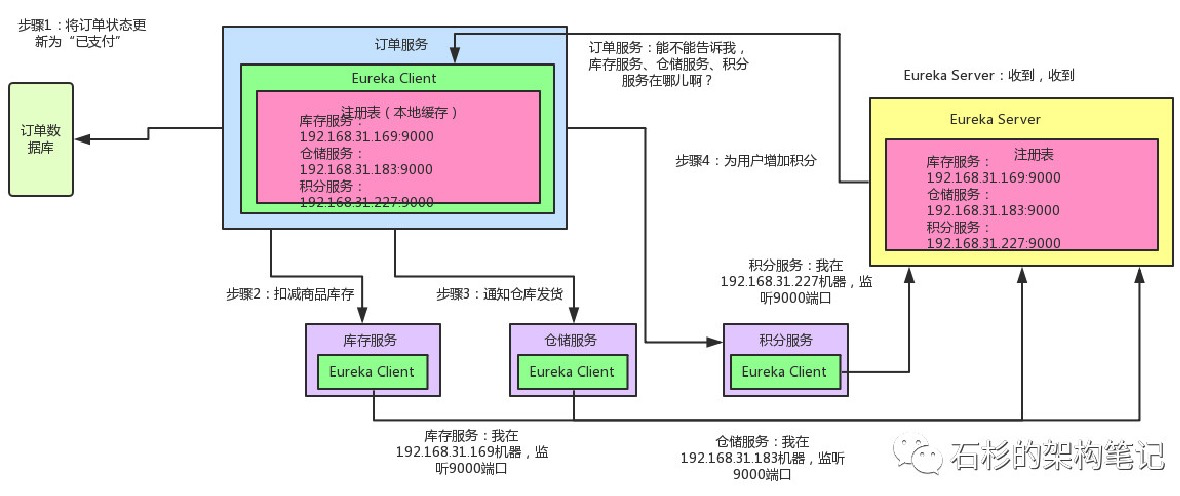 步骤1：将订单状态更
新为“已支付”
订单数
据库
订单服务
Eureka Client
注册表（本地缓存）
库存服务：
192.168.31.169:9000
仓储服务：
192.168.31.183:9000
积分服务：
192.168.31.227:9000
订单服务：能不能告诉我，
库存服务、仓储服务、积分
服务在哪儿啊？
Eureka Server：收到，收到
Eureka Server
注册表
库存服务：
192.168.31.169:9000
仓储服务：
192.168.31.183:9000
积分服务：
192.168.31.227:9000
步骤4：为用户增加积分
步骤2：扣减商品库存
步骤3：通知仓库发货
积分服务：我在
192.168.31.227机器，监
听9000端口
库存服务
Eureka Client
仓储服务
Eureka Client
积分服务
Eureka Client
库存服务：我在
192.168.31.169机器，监
听9000端口
仓储服务：我在
192.168.31.183机器，监听
9000端口
石杉的架构笔记